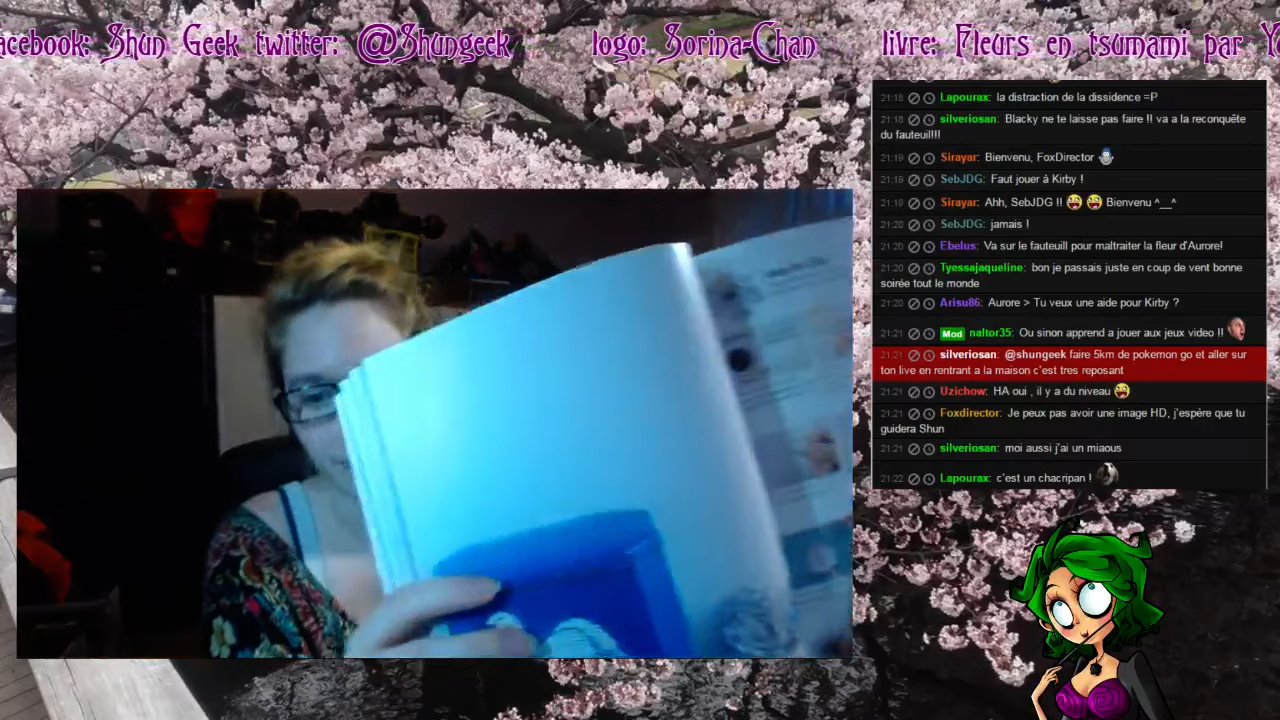 acebook: Shun Geek twitter: @Shungeek logo: Sorina-Chan livre: Fleurs en tsumami par Y
21:18 Lapourax: la distraction de la dissidence =P
21:18 silveriosan: Blacky ne te laisse pas faire !! va a la reconquête
du fauteuil!!!
21:19 Sirayar: Bienvenu, FoxDirector
21:19 SebJDG: Faut jouer à Kirby !
21:19 Sirayar: Ahh, SebJDG !! Bienvenu ^__^
21:20 SebJDG: jamais !
21:20 Ebelus: Va sur le fauteuill pour maltraiter la fleur d'Aurore!
21:20 Tyessajaqueline: bon je passais juste en coup de vent bonne
soirée tout le monde
21:20 Arisu86: Aurore > Tu veux une aide pour Kirby ?
21:21 Mod naltor35: Ou sinon apprend a jouer aux jeux video !!
21:21 silveriosan: @shungeek faire 5km de pokemon go et aller sur
ton live en rentrant a la maison c'est tres reposant
21:21 Uzichow: HA oui , il y a du niveau
21:21 Foxdirector: Je peux pas avoir une image HD, j'espère que tu
guidera Shun
21:21 silveriosan: moi aussi j'ai un miaous
21:22 Lapourax: c'est un chacripan !